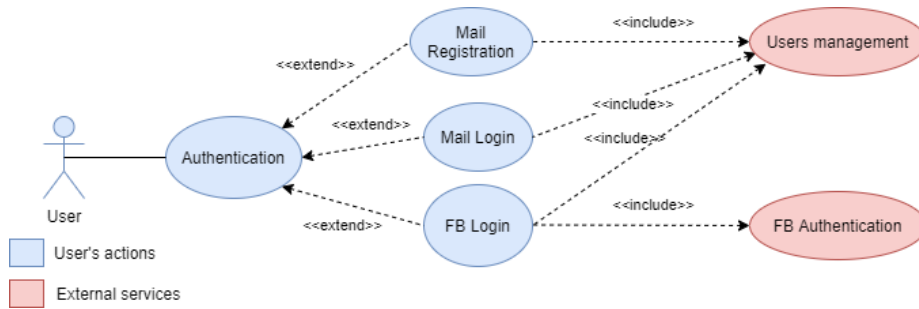 Mail
Registration
<<include>>
Users management
<<extend>>
<<include>>
<<extend>>
Mail Login
<<include>>
Authentication
User
<<extend>>
FB Login
<<include>>
FB Authentication
User's actions
External services